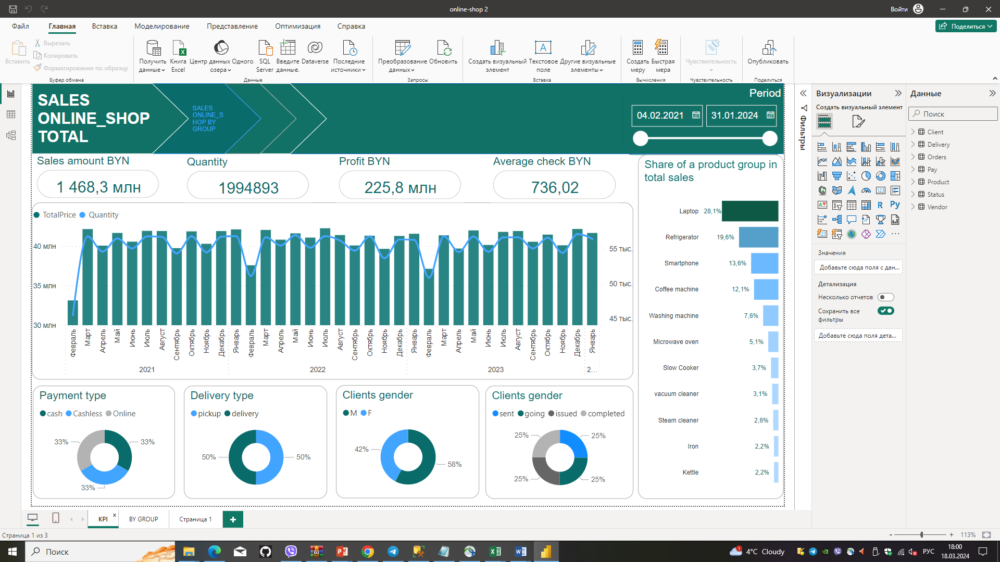 online-shop 2
Войти
Файл
Главная
Вставка
Моделирование
Представление
Оптимизация
Справка
Поделиться
Вставить
Вырезать
Копировать
Форматирование по образцу
Буфер обмена
Получить данные
Книга Excel
Центр данных Одного озера
SQL Server
Введите данные.
Dataverse
Последние источники
Данные
Преобразование данных
Обновить
Запросы
Создать визуальный элемент
Текстовое поле
Другие визуальные элементы
Вставка
Создать меру
Быстрая мера
Вычисления
Чувствительность
Чувствительность
Опубликовать
Поделиться
SALES
ONLINE_SHOP
TOTAL
SALES
ONLINE_S
HOP BY
GROUP
Period
04.02.2021
31.01.2024
Sales amount BYN
1 468,3 млн
Quantity
1994893
Profit BYN
225,8 млн
Average check BYN
736,02
TotalPrice
Quantity
40 млн
35 млн
30 млн
55 тыс.
50 тыс.
45 тыс.
Февраль
Март
Апрель
Май
Июнь
Июль
Август
Сентябрь
Октябрь
Ноябрь
Декабрь
Январь
Февраль
Март
Апрель
Май
Июнь
Июль
Август
Сентябрь
Октябрь
Ноябрь
Декабрь
Январь
Февраль
Март
Апрель
Май
Июнь
Июль
Август
Сентябрь
Октябрь
Ноябрь
Декабрь
Январь
2021
2022
2023
2...
Share of a product group in
total sales
Laptop 28,1%
Refrigerator 19,6%
Smartphone 13,6%
Coffee machine 12,1%
Washing machine 7,6%
Microwave oven 5,1%
Slow Cooker 3,7%
vacuum cleaner 3,1%
Steam cleaner 2,6%
Iron 2,2%
Kettle 2,2%
Payment type
cash Cashless Online
33%
33%
33%
Delivery type
pickup delivery
50%
50%
Clients gender
M F
42%
58%
Clients gender
sent going issued completed
25%
25%
25%
25%
Фильтры
Визуализации
Создать визуальный элемент
123
R
Py
123
Значения
Добавьте сюда поля с дан...
Детализация
Несколько отчетов
Сохранить все
фильтры
Добавьте сюда поля дета...
Данные
Поиск
Client
Delivery
Orders
Pay
Product
Status
Vendor
KPI x
BY GROUP
Страница 1
+
Страница 1 из 3
- + 113%
Поиск
1
4°C Cloudy
РУС
18:00
18.03.2024